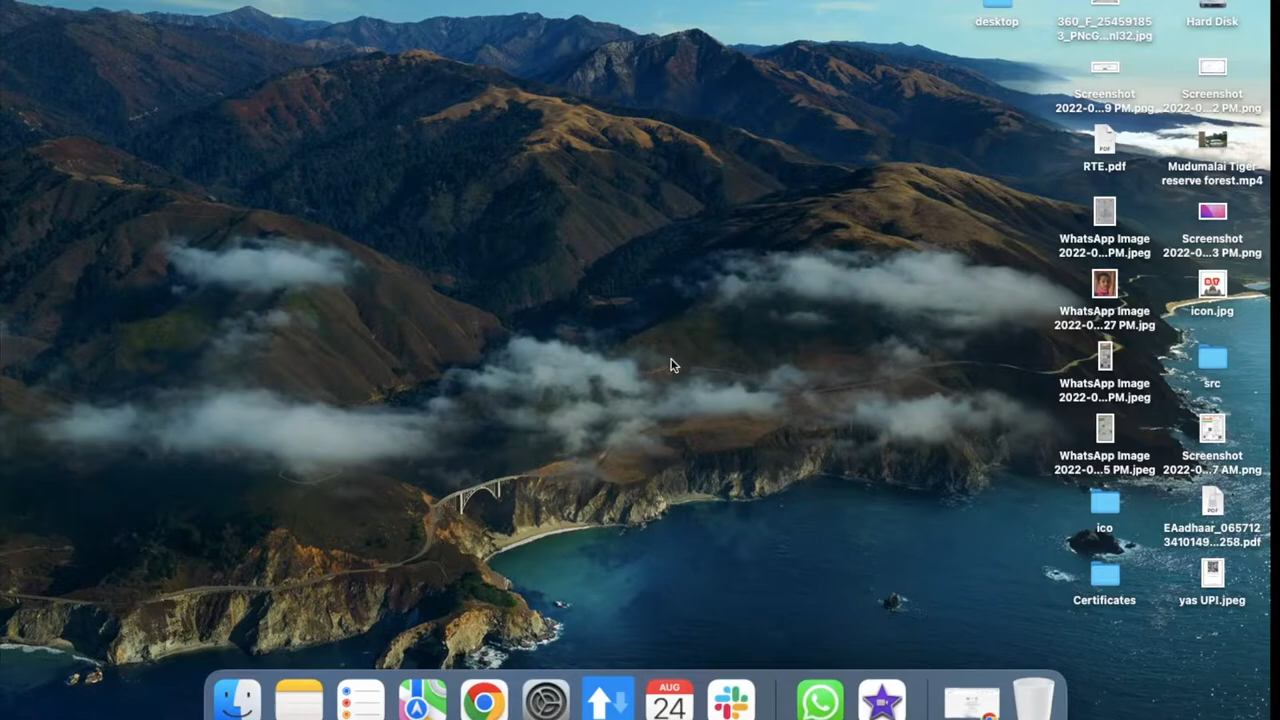 desktop
360_F_25459185
3_PNcG...nl32.jpg
Hard Disk
Screenshot
2022-0...9 PM.png
Screenshot
2022-0...2 PM.png
PDF
RTE.pdf
Mudumalai Tiger
reserve forest.mp4
WhatsApp Image
2022-0...PM.jpeg
Screenshot
2022-0...3 PM.png
WhatsApp Image
2022-0...27 PM.jpg
icon.jpg
WhatsApp Image
2022-0...PM.jpeg
src
WhatsApp Image
2022-0...5 PM.jpeg
Screenshot
2022-0...7 AM.png
ico
PDF
EAadhaar_065712
3410149...258.pdf
Certificates
yas UPI.jpeg
AUG
24